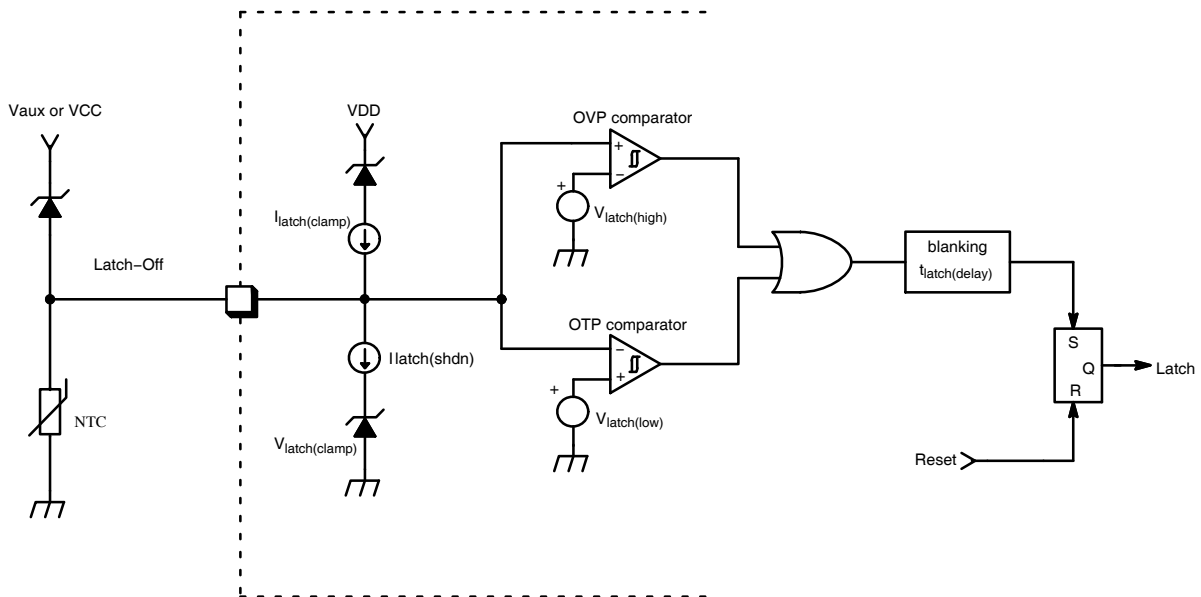 Vaux or VCC
VDD
OVP comparator
+
−
+
Ilatch(clamp)
Vlatch(high)
Latch−Off
blanking
tlatch(delay)
OTP comparator
−
+
+
I latch(shdn)
S
Q
R
Latch
NTC
Vlatch(clamp)
Vlatch(low)
Reset